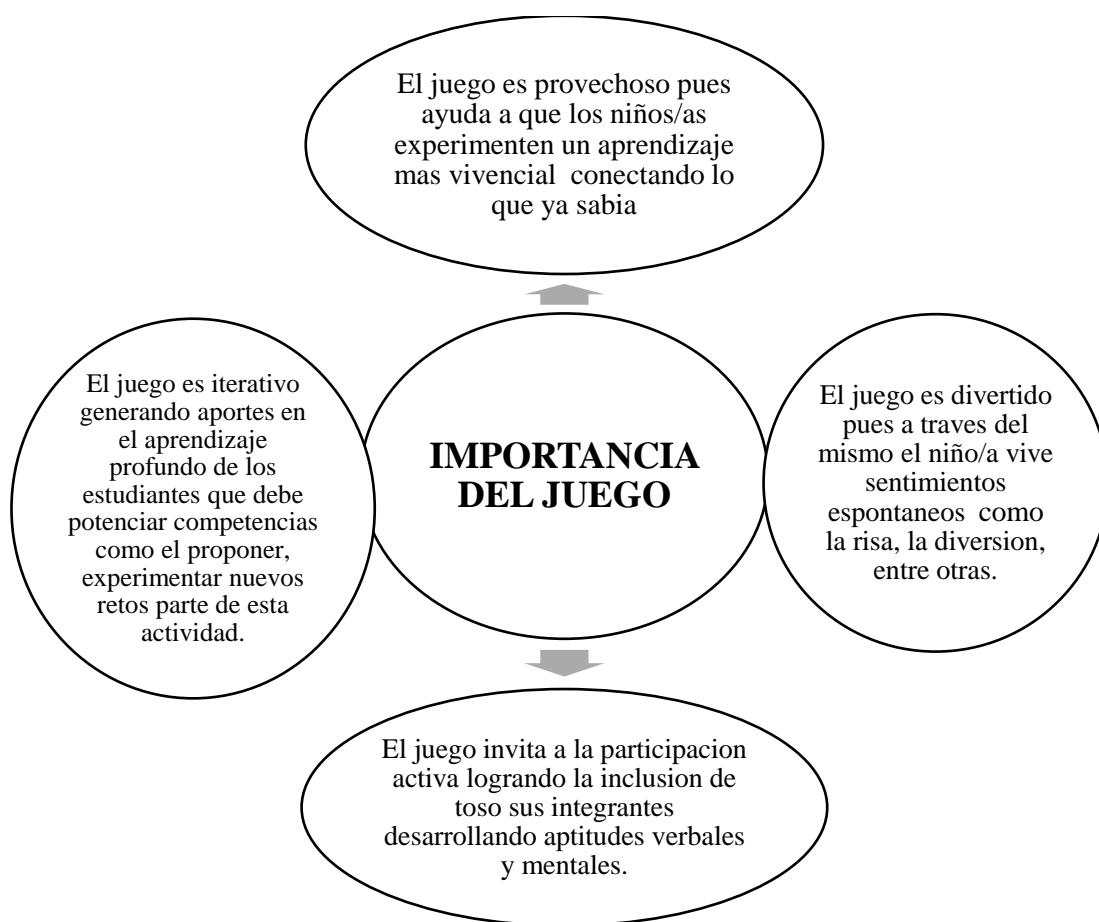 El juego es provechoso pues
ayuda a que los niños/as
experimenten un aprendizaje
mas vivencial  conectando lo
que ya sabia
El juego es iterativo
generando aportes en
el aprendizaje
profundo de los
estudiantes que debe
potenciar competencias
como el proponer,
experimentar nuevos
retos parte de esta
actividad.
IMPORTANCIA
DEL JUEGO
El juego es divertido
pues a traves del
mismo el niño/a vive
sentimientos
espontaneos  como
la risa, la diversion,
entre otras.
El juego invita a la participacion
activa logrando la inclusion de
toso sus integrantes
desarrollando aptitudes verbales
y mentales.